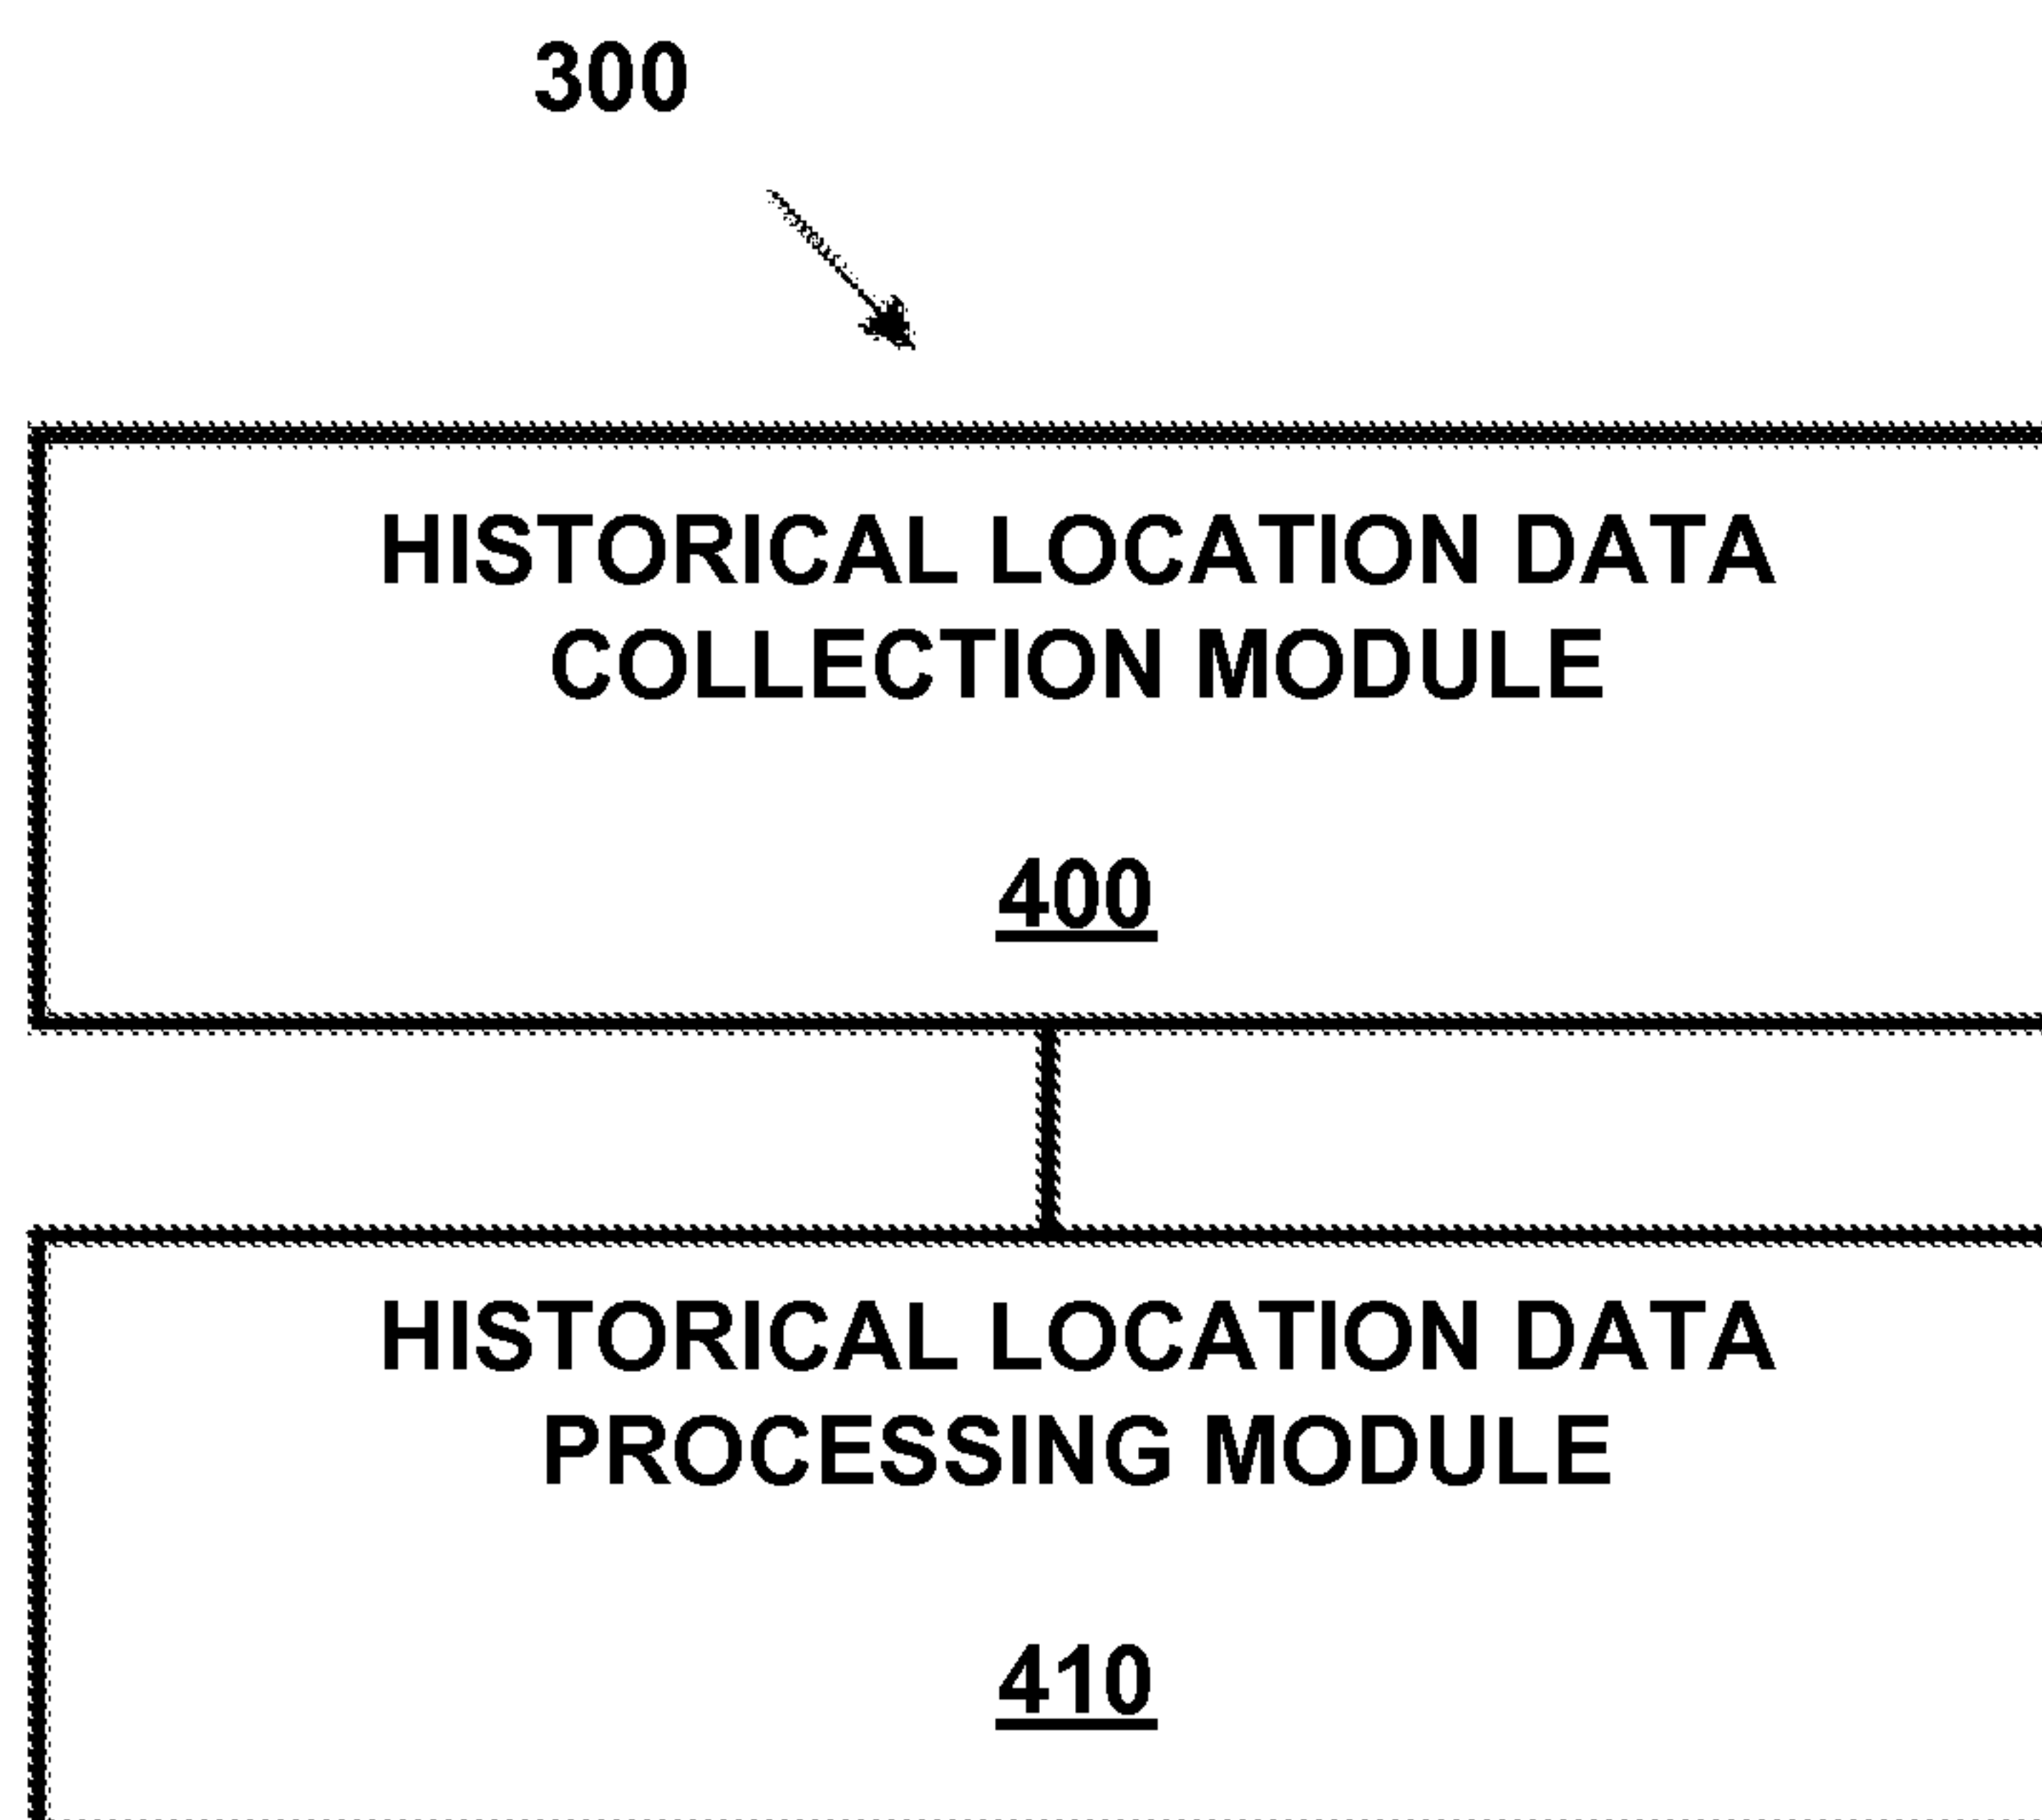 300
HISTORICAL LOCATION DATA
COLLECTION MODULE
400
HISTORICAL LOCATION DATA
PROCESSING MODULE
410